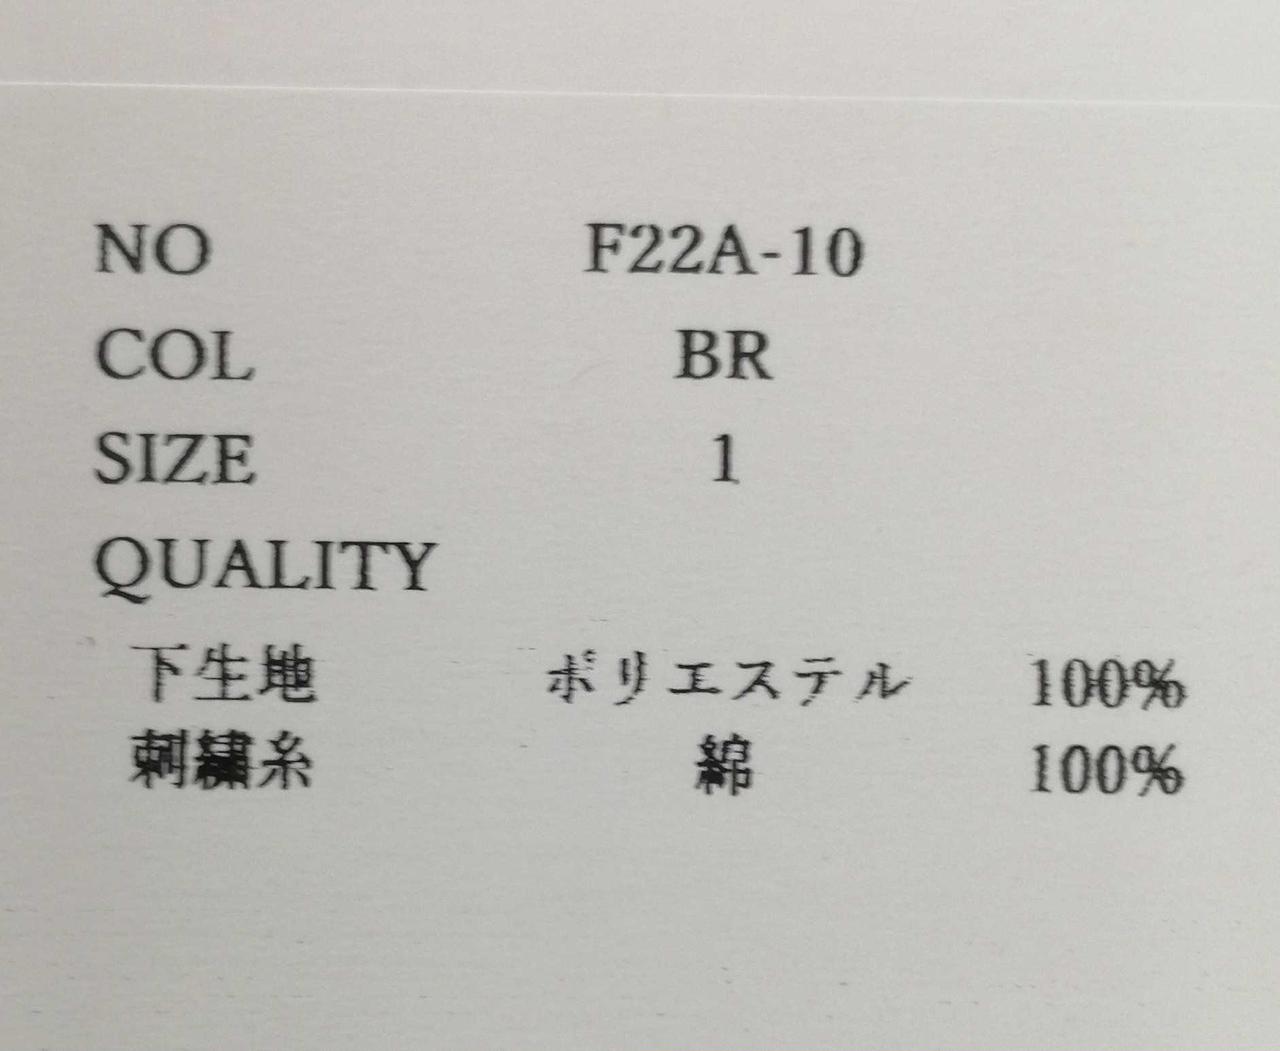 NO F22A-10
COL BR
SIZE 1
QUALITY
下生地 ポリエステル 100%
刺繍糸 綿 100%